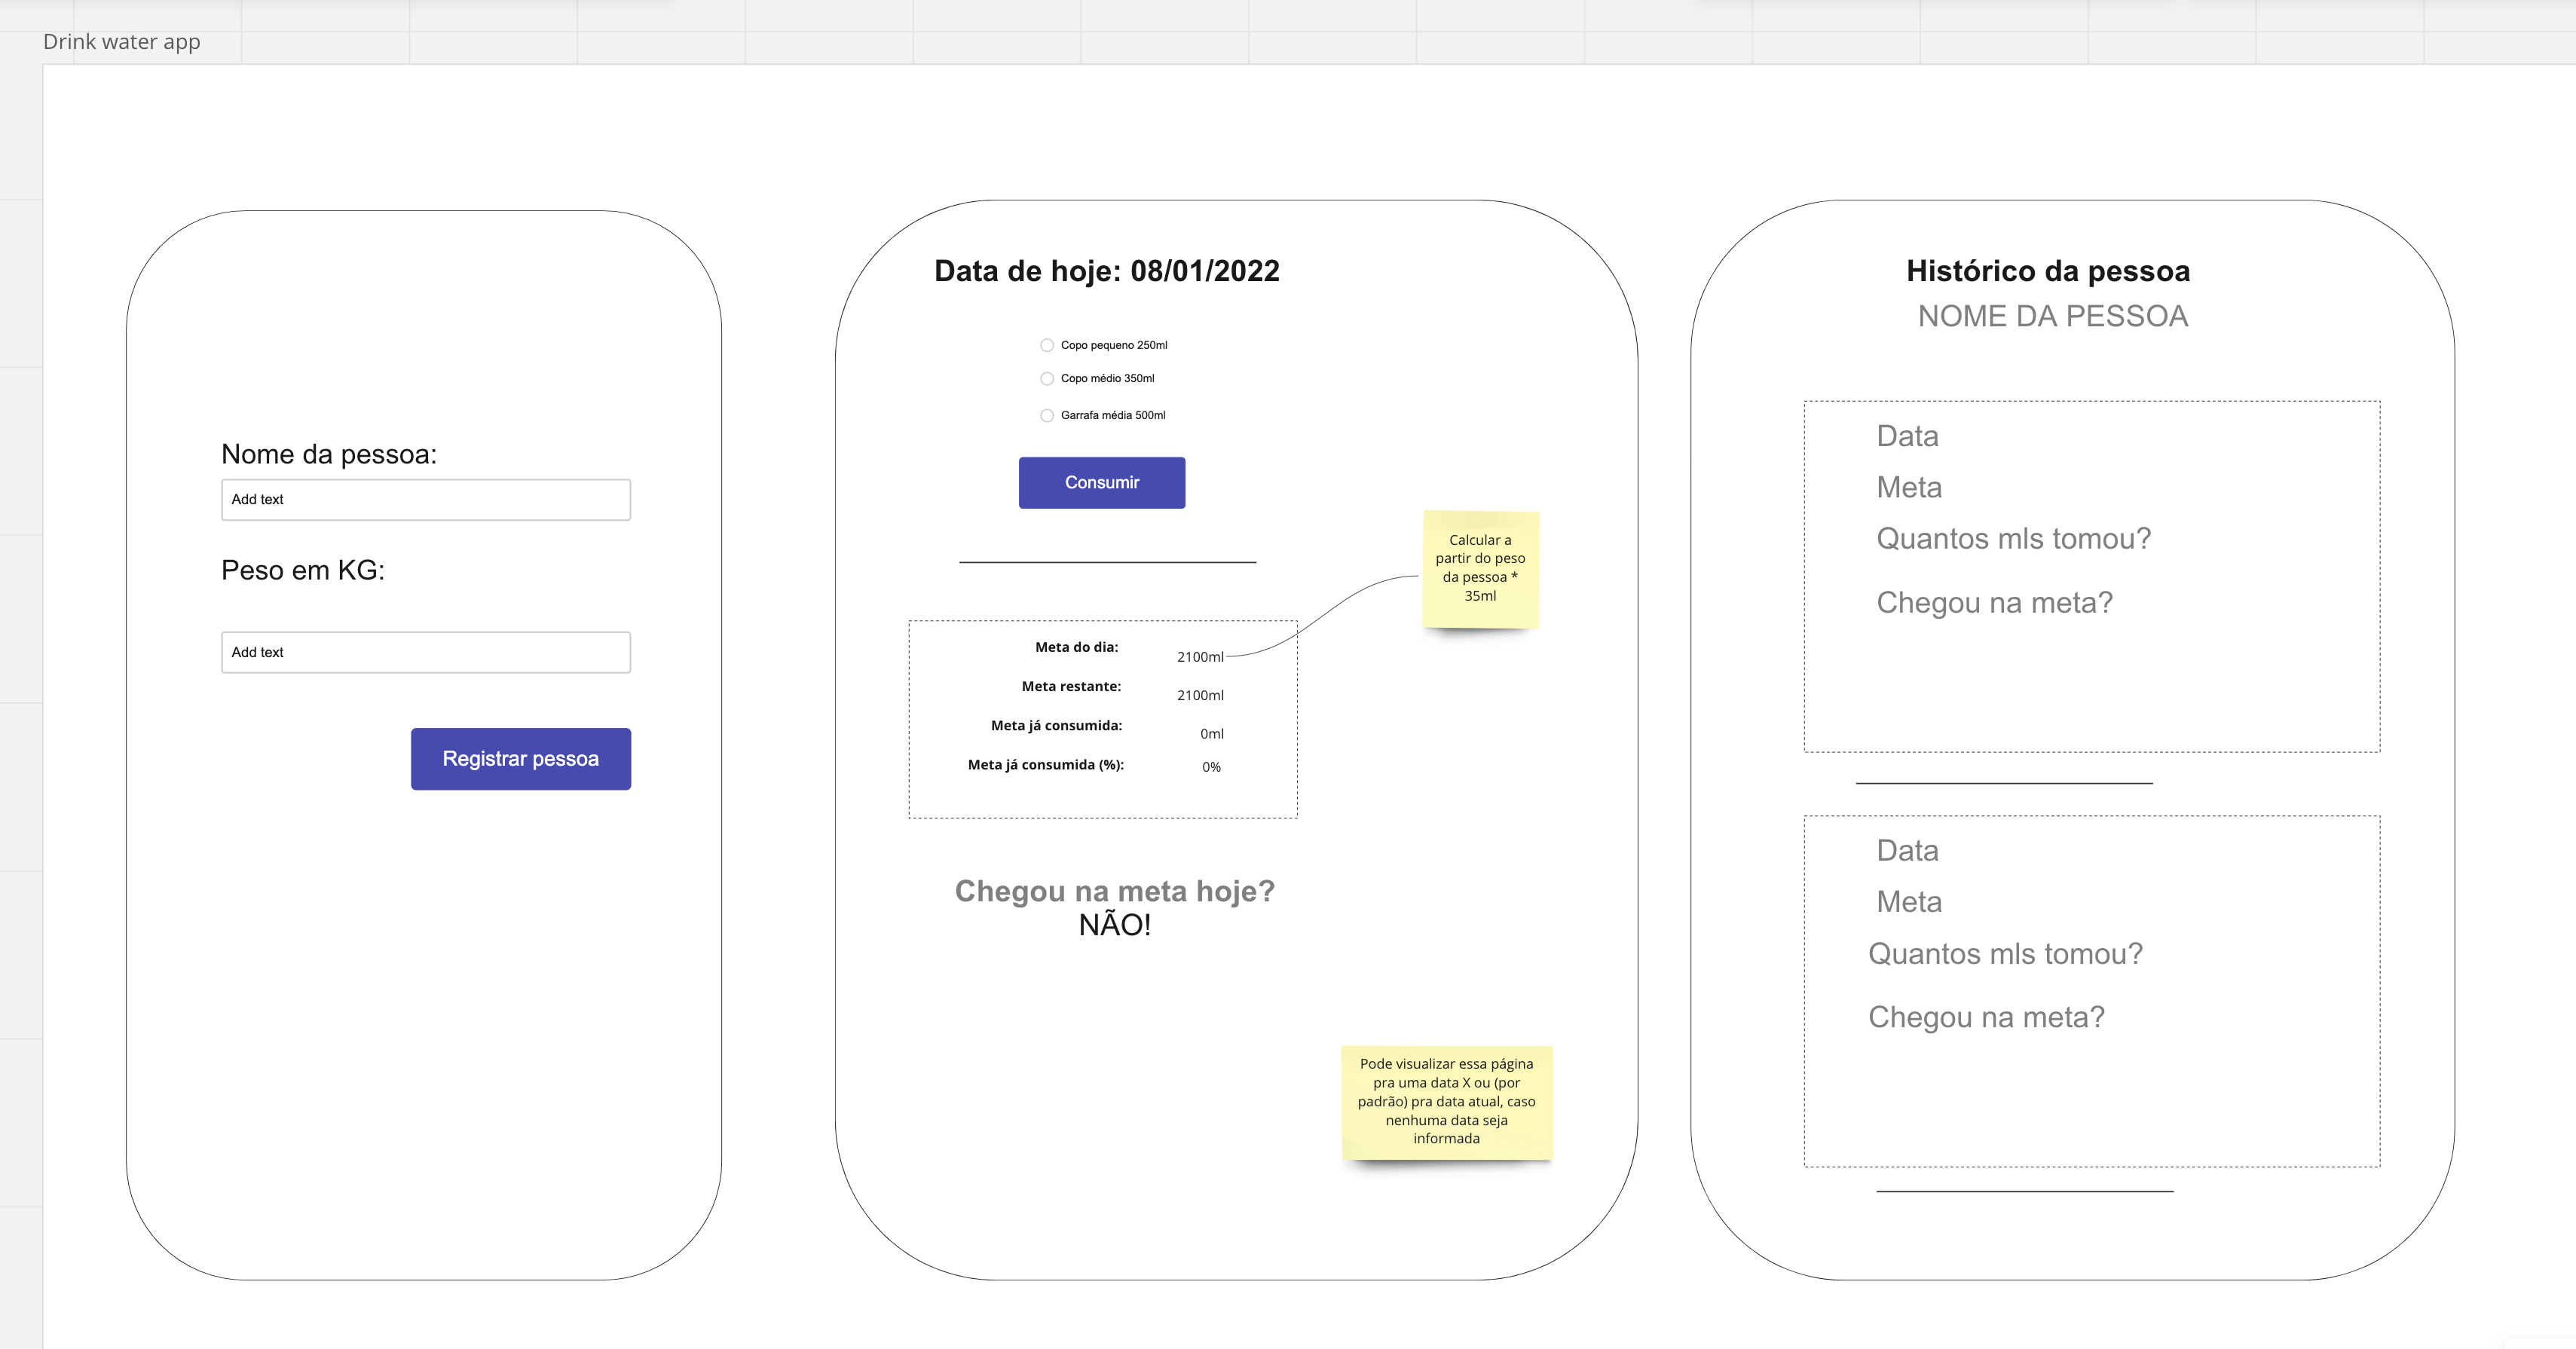 Drink water app
Nome da pessoa:
Add text
Peso em KG:
Add text
Registrar pessoa
Data de hoje: 08/01/2022
Copo pequeno 250ml
Copo médio 350ml
Garrafa média 500ml
Consumir
Calcular a
partir do peso
da pessoa *
35ml
Meta do dia: 2100ml
Meta restante: 2100ml
Meta já consumida: 0ml
Meta já consumida (%): 0%
Chegou na meta hoje?
NÃO!
Pode visualizar essa página
pra uma data X ou (por
padrão) pra data atual, caso
nenhuma data seja
informada
Histórico da pessoa
NOME DA PESSOA
Data
Meta
Quantos mls tomou?
Chegou na meta?
Data
Meta
Quantos mls tomou?
Chegou na meta?